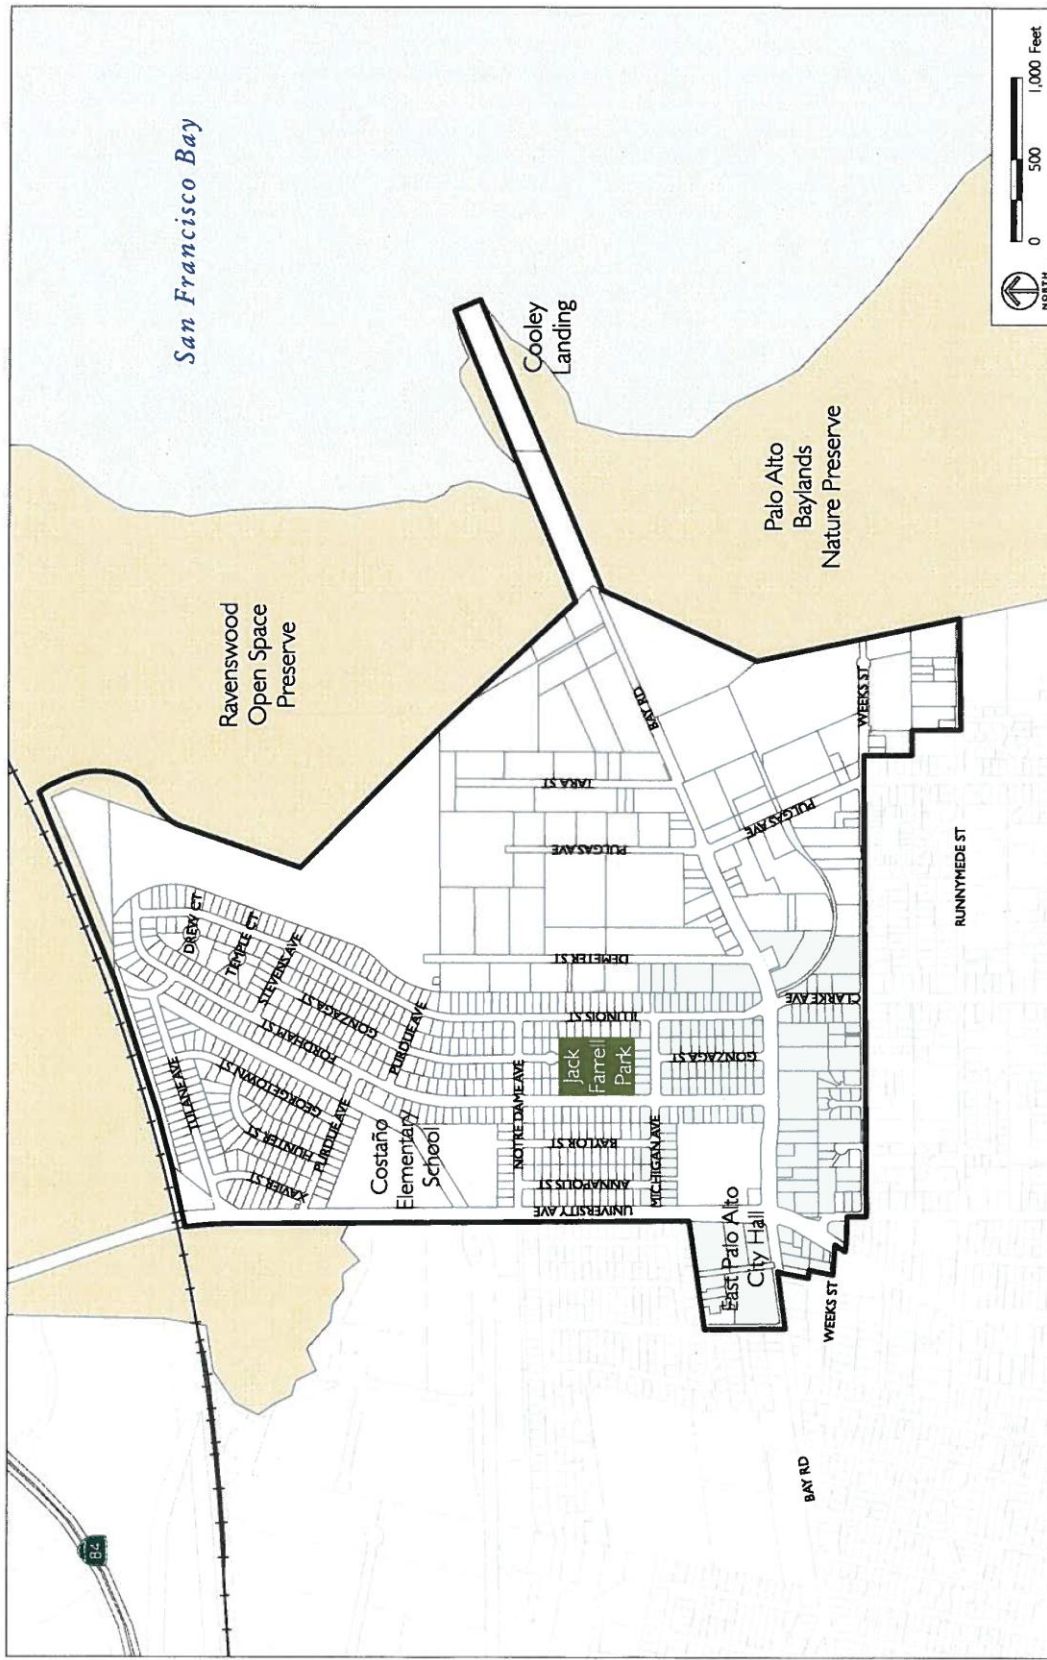 84
San Francisco Bay
Ravenswood
Open Space
Preserve
Cooley
Landing
Palo Alto
Baylands
Nature Preserve
TULANE AVE
DREW CT
TEMPLE CT
STEVENS AVE
GONZAGA ST
FORDHAM ST
GEORGETOWN ST
HUNTER ST
XAVIER ST
PURDUE AVE
PURDUE AVE
Costaño
Elementary
School
NOTRE DAME AVE
Jack
Farrell
Park
ILLINOIS ST
GONZAGA ST
BAYLOR ST
ANNAPOLIS ST
MICHIGAN AVE
UNIVERSITY AVE
DEMETER ST
PULGAS AVE
TARA ST
BAY RD
East Palo Alto
City Hall
CLARKE AVE
PULGAS AVE
WEEKS ST
WEEKS ST
BAY RD
RUNNYMEDE ST
NORTH
0 500 1,000 Feet